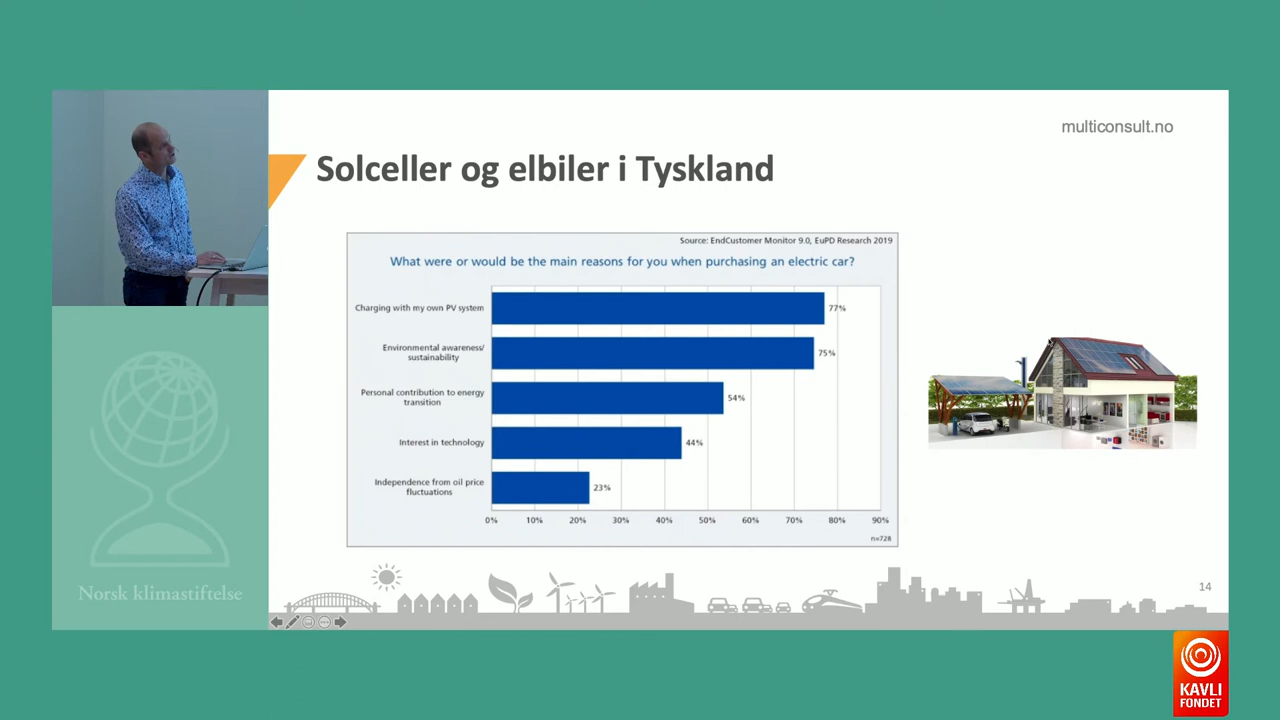 multiconsult.no
Solceller og elbiler i Tyskland
Source: EndCustomer Monitor 9.0, EuPD Research 2019
What were or would be the main reasons for you when purchasing an electric car?
Charging with my own PV system
77%
Environmental awareness/
sustainability
75%
Personal contribution to energy
transition
54%
Interest in technology
44%
Independence from oil price
fluctuations
23%
0% 10% 20% 30% 40% 50% 60% 70% 80% 90%
n=728
Norsk klimastiftelse
14
KAVLI
FONDET